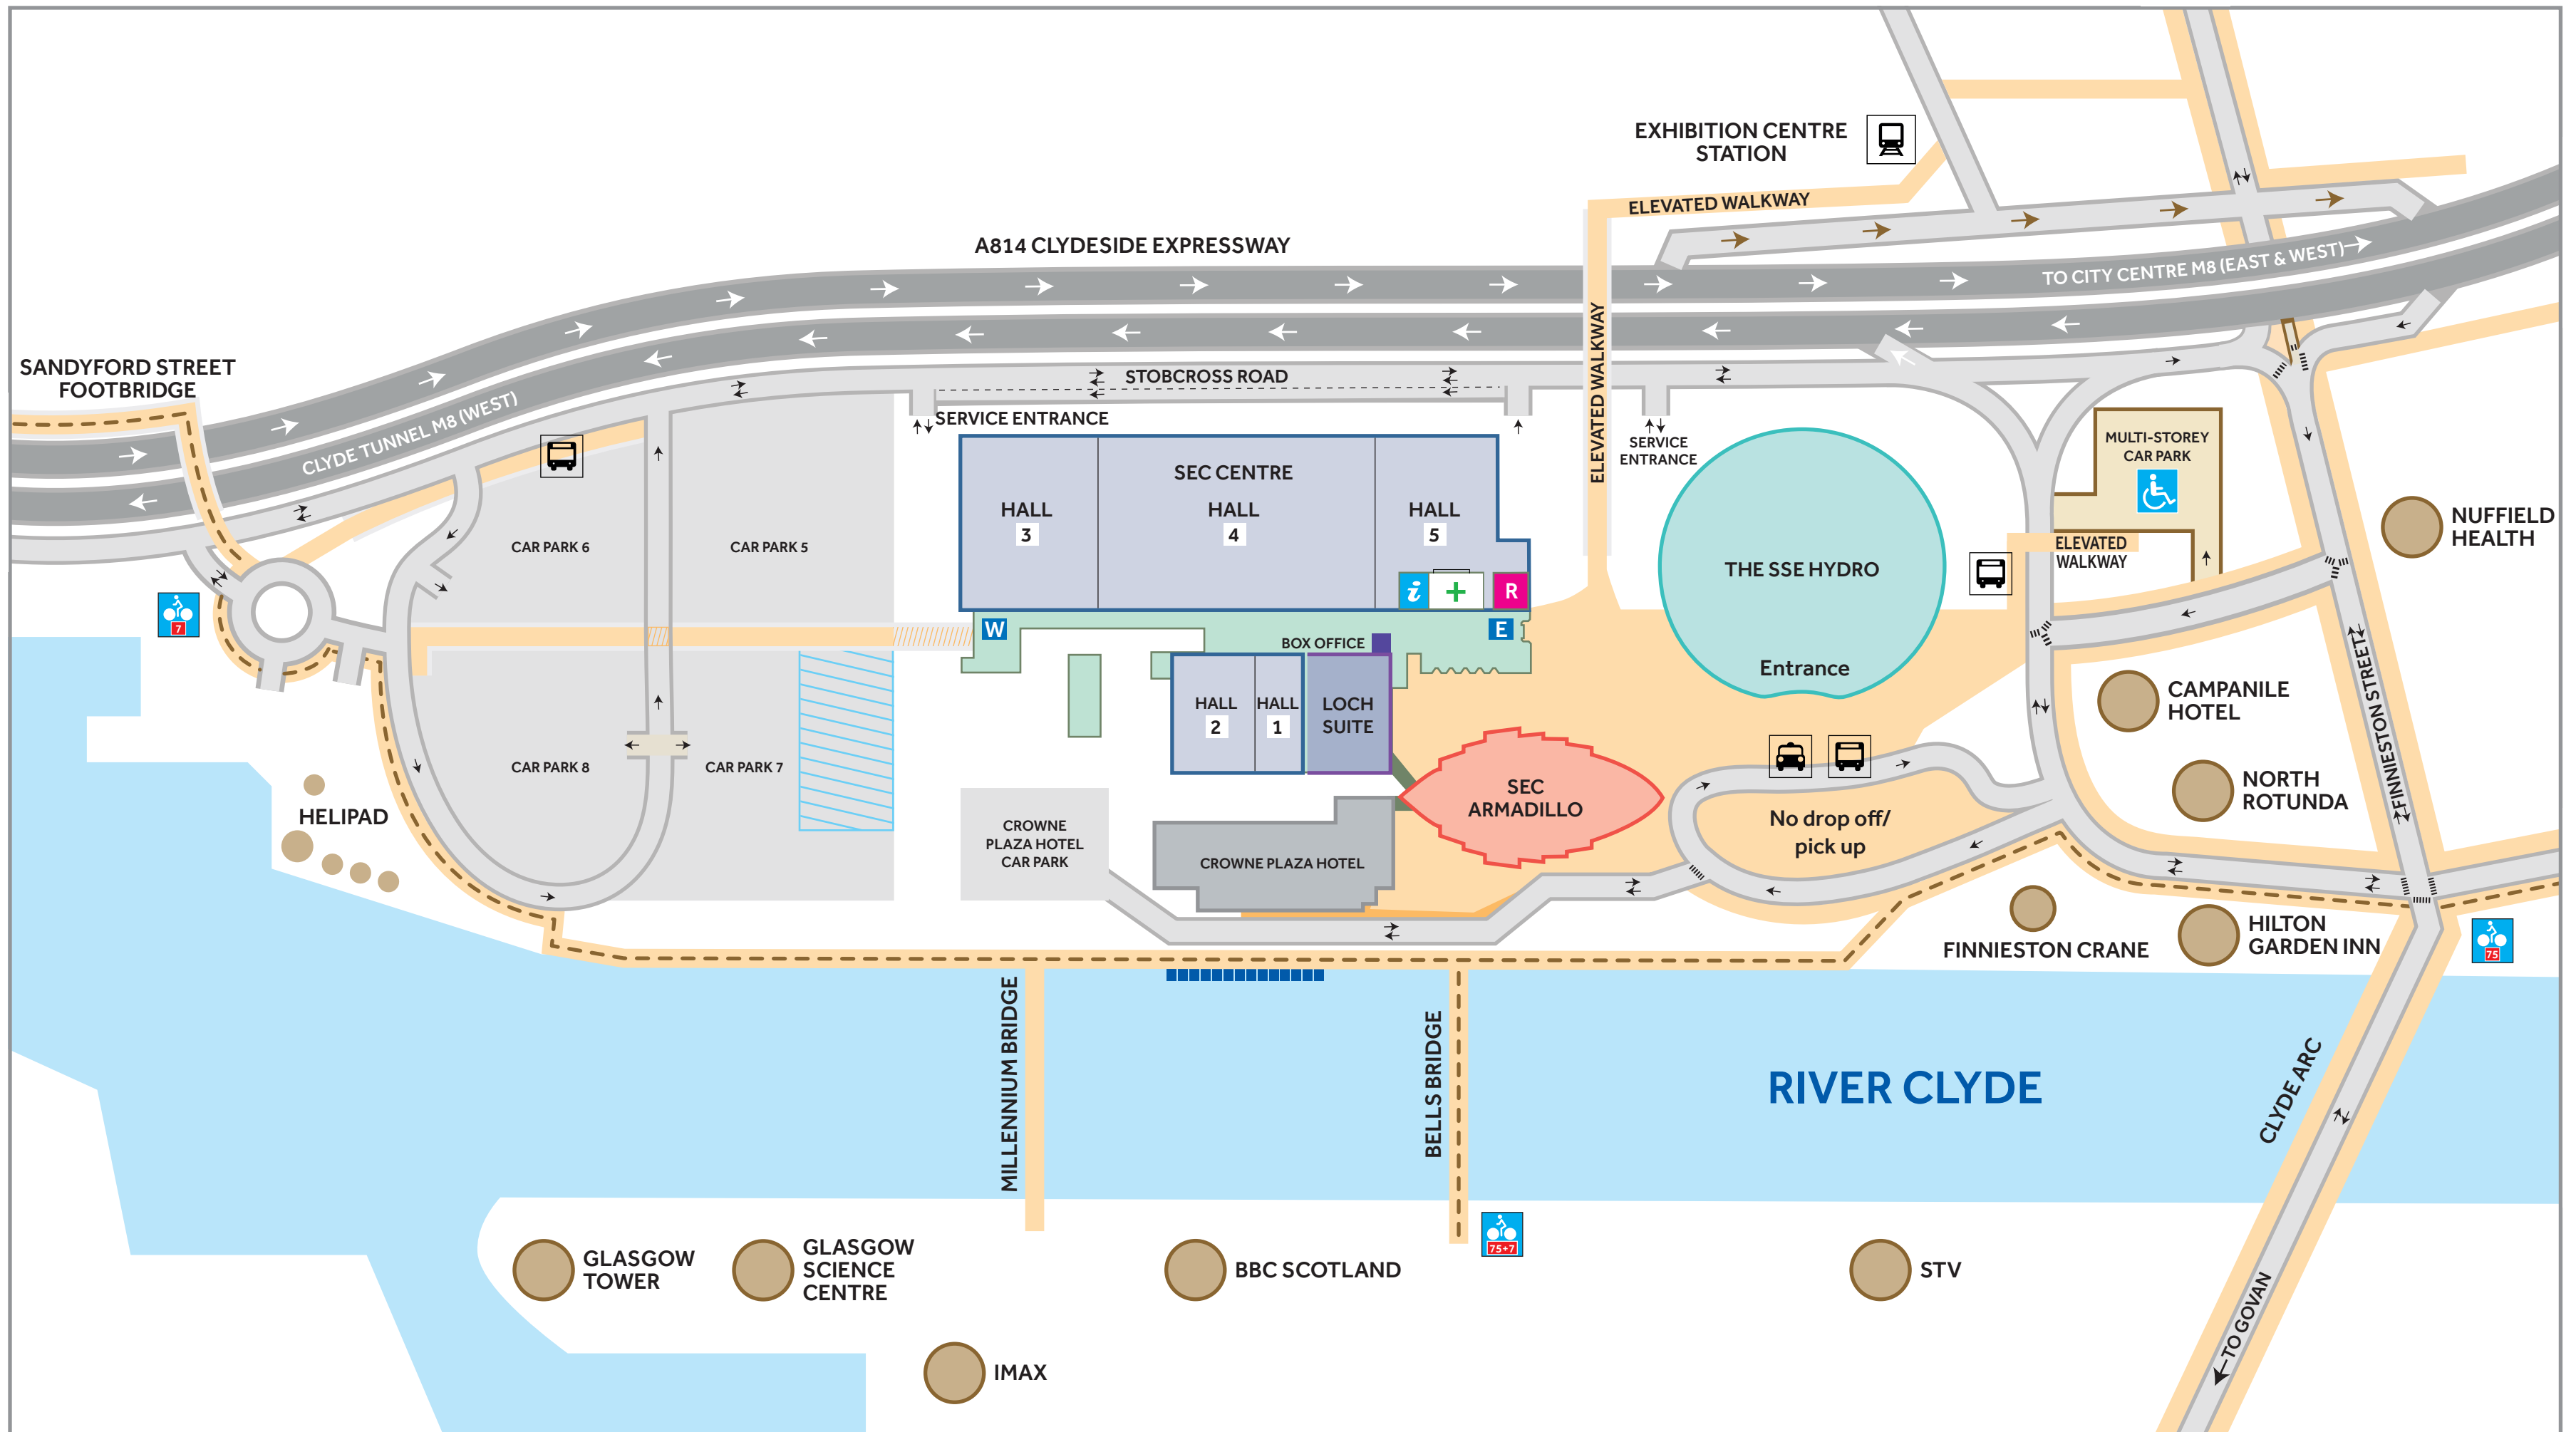 EXHIBITION CENTRE
STATION
ELEVATED WALKWAY
A814 CLYDESIDE EXPRESSWAY
TO CITY CENTRE M8 (EAST & WEST)
ELEVATED WALKWAY
SANDYFORD STREET
FOOTBRIDGE
CLYDE TUNNEL M8 (WEST)
STOBCROSS ROAD
SERVICE ENTRANCE
SERVICE
ENTRANCE
MULTI-STOREY
CAR PARK
SEC CENTRE
HALL
3
HALL
4
HALL
5
NUFFIELD
HEALTH
CAR PARK 6
CAR PARK 5
ELEVATED
WALKWAY
THE SSE HYDRO
Entrance
i
R
7
W
E
BOX OFFICE
HALL
2
HALL
1
LOCH
SUITE
CAMPANILE
HOTEL
FINNIESTON STREET
NORTH
ROTUNDA
CAR PARK 8
CAR PARK 7
SEC
ARMADILLO
HELIPAD
No drop off/
pick up
CROWNE
PLAZA HOTEL
CAR PARK
CROWNE PLAZA HOTEL
FINNIESTON CRANE
HILTON
GARDEN INN
75
MILLENNIUM BRIDGE
BELLS BRIDGE
RIVER CLYDE
CLYDE ARC
75+7
GLASGOW
TOWER
GLASGOW
SCIENCE
CENTRE
BBC SCOTLAND
STV
TO GOVAN
IMAX